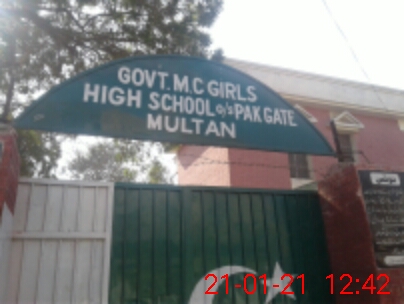 GOVT. M.C GIRLS
HIGH SCHOOL o/s PAK GATE
MULTAN
21-01-21 12:42